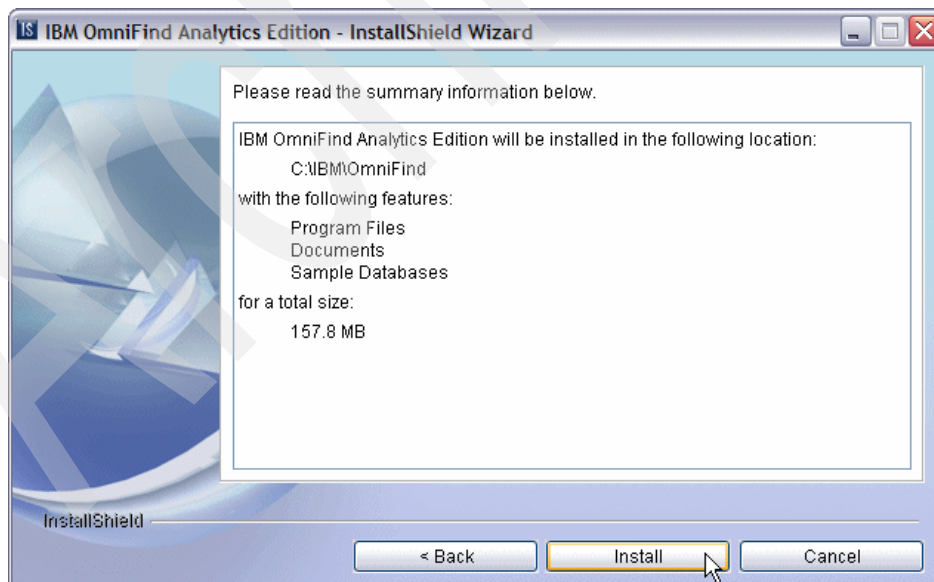 IS IBM OmniFind Analytics Edition - InstallShield Wizard
Please read the summary information below.
IBM OmniFind Analytics Edition will be installed in the following location:
C:\IBM\OmniFind
with the following features:
Program Files
Documents
Sample Databases
for a total size:
157.8 MB
InstallShield
< Back
Install
Cancel